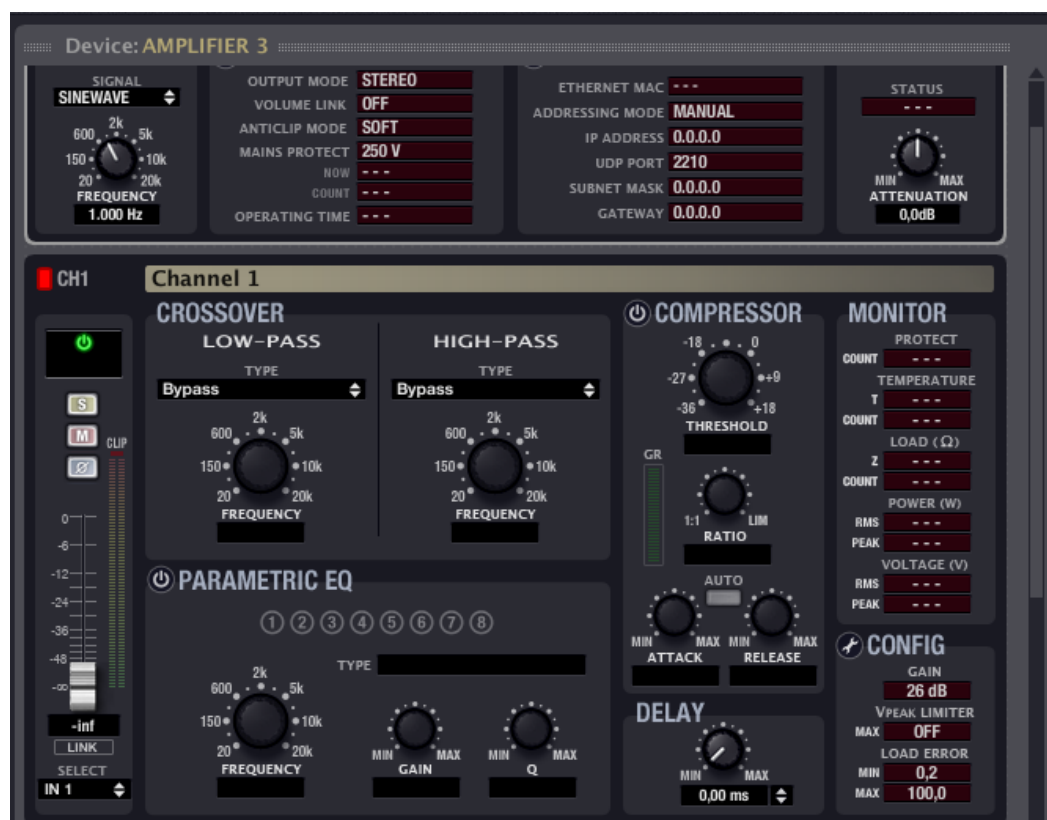 Device: AMPLIFIER 3
SIGNAL
SINEWAVE
2k
600 5k
150 10k
20 20k
FREQUENCY
1.000 Hz
OUTPUT MODE STEREO
VOLUME LINK OFF
ANTICLIP MODE SOFT
MAINS PROTECT 250 V
NOW - - -
COUNT - - -
OPERATING TIME - - -
ETHERNET MAC - - -
ADDRESSING MODE MANUAL
IP ADDRESS 0.0.0.0
UDP PORT 2210
SUBNET MASK 0.0.0.0
GATEWAY 0.0.0.0
STATUS
- - -
MIN MAX
ATTENUATION
0,0dB
CH1
Channel 1
S
M
Ø
CLIP
0
-6
-12
-24
-36
-48
-∞
-inf
LINK
SELECT
IN 1
CROSSOVER
LOW-PASS
TYPE
Bypass
2k
600 5k
150 10k
20 20k
FREQUENCY
HIGH-PASS
TYPE
Bypass
2k
600 5k
150 10k
20 20k
FREQUENCY
PARAMETRIC EQ
1 2 3 4 5 6 7 8
TYPE
2k
600 5k
150 10k
20 20k
FREQUENCY
MIN MAX
GAIN
MIN MAX
Q
COMPRESSOR
-18 0
-27 +9
-36 +18
THRESHOLD
GR
1:1 LIM
RATIO
AUTO
MIN MAX
ATTACK
MIN MAX
RELEASE
DELAY
MIN MAX
0,00 ms
MONITOR
PROTECT
COUNT - - -
TEMPERATURE
T - - -
COUNT - - -
LOAD (Ω)
Z - - -
COUNT - - -
POWER (W)
RMS - - -
PEAK - - -
VOLTAGE (V)
RMS - - -
PEAK - - -
CONFIG
GAIN
26 dB
VPEAK LIMITER
MAX OFF
LOAD ERROR
MIN 0,2
MAX 100,0